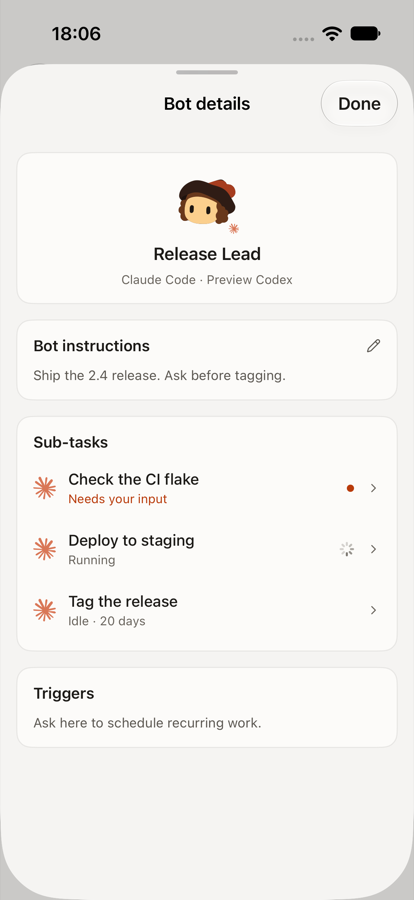 18:06
Bot details
Done
Release Lead
Claude Code · Preview Codex
Bot instructions
Ship the 2.4 release. Ask before tagging.
Sub-tasks
Check the CI flake
Needs your input
Deploy to staging
Running
Tag the release
Idle · 20 days
Triggers
Ask here to schedule recurring work.